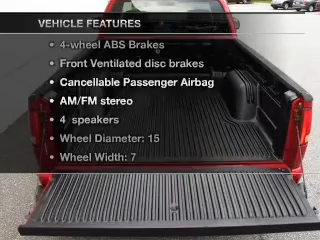 VEHICLE FEATURES
• 4-wheel ABS Brakes
• Front Ventilated disc brakes
• Cancellable Passenger Airbag
• AM/FM stereo
• 4 speakers
• Wheel Diameter: 15
• Wheel Width: 7